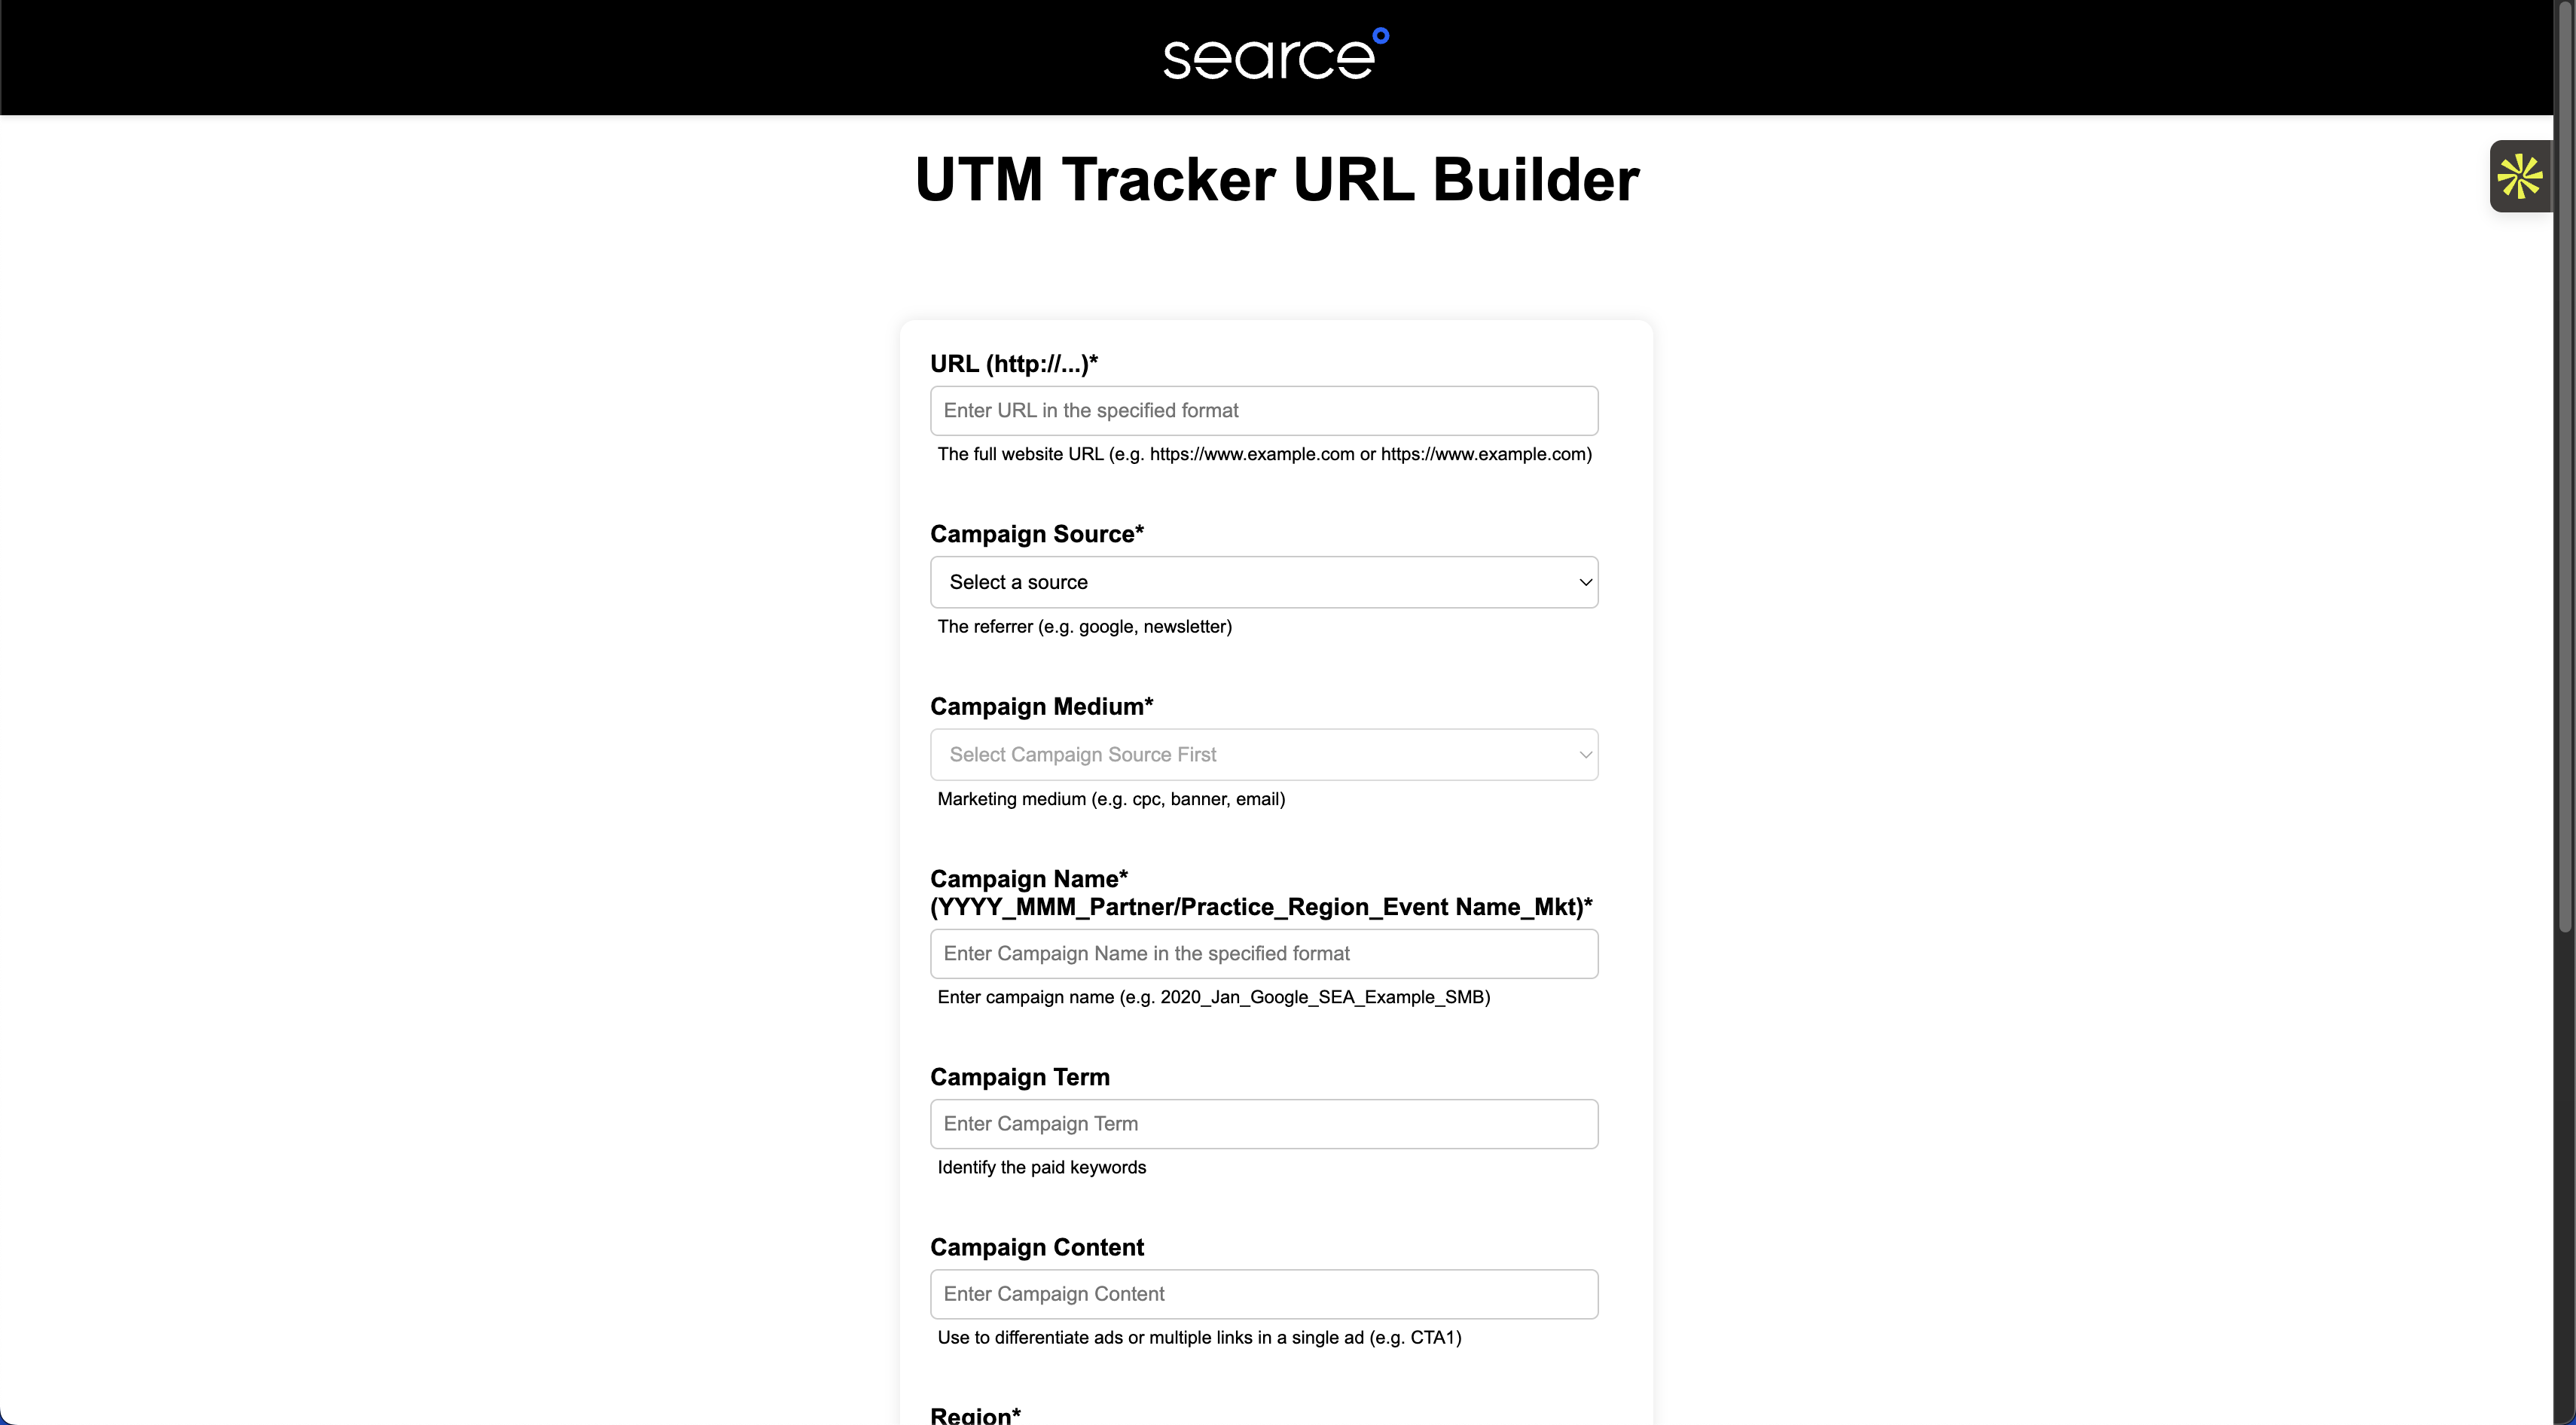 searce
UTM Tracker URL Builder
URL (http://...)*
Enter URL in the specified format
The full website URL (e.g. https://www.example.com or https://www.example.com)
Campaign Source*
Select a source
The referrer (e.g. google, newsletter)
Campaign Medium*
Select Campaign Source First
Marketing medium (e.g. cpc, banner, email)
Campaign Name*
(YYYY_MMM_Partner/Practice_Region_Event Name_Mkt)*
Enter Campaign Name in the specified format
Enter campaign name (e.g. 2020_Jan_Google_SEA_Example_SMB)
Campaign Term
Enter Campaign Term
Identify the paid keywords
Campaign Content
Enter Campaign Content
Use to differentiate ads or multiple links in a single ad (e.g. CTA1)
Region*